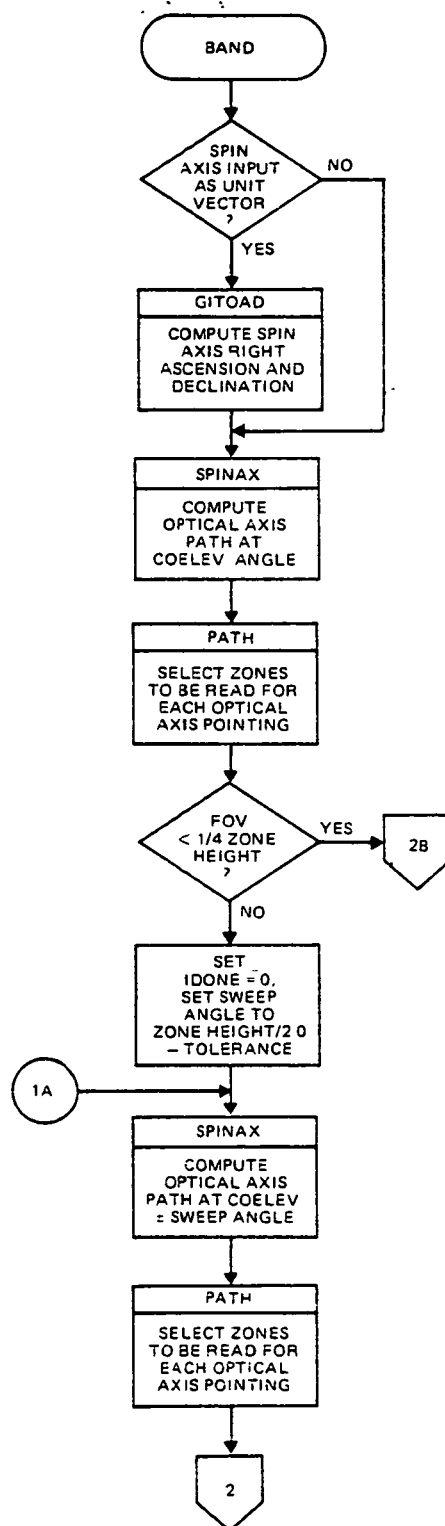 BAND
SPIN
AXIS INPUT
AS UNIT
VECTOR
?
NO
YES
GITOAD
COMPUTE SPIN
AXIS RIGHT
ASCENSION AND
DECLINATION
SPINAX
COMPUTE
OPTICAL AXIS
PATH AT
COELEV ANGLE
PATH
SELECT ZONES
TO BE READ FOR
EACH OPTICAL
AXIS POINTING
FOV
< 1/4 ZONE
HEIGHT
?
YES
2B
NO
SET
IDONE = 0,
SET SWEEP
ANGLE TO
ZONE HEIGHT/2 0
– TOLERANCE
1A
SPINAX
COMPUTE
OPTICAL AXIS
PATH AT COELEV
± SWEEP ANGLE
PATH
SELECT ZONES
TO BE READ FOR
EACH OPTICAL
AXIS POINTING
2